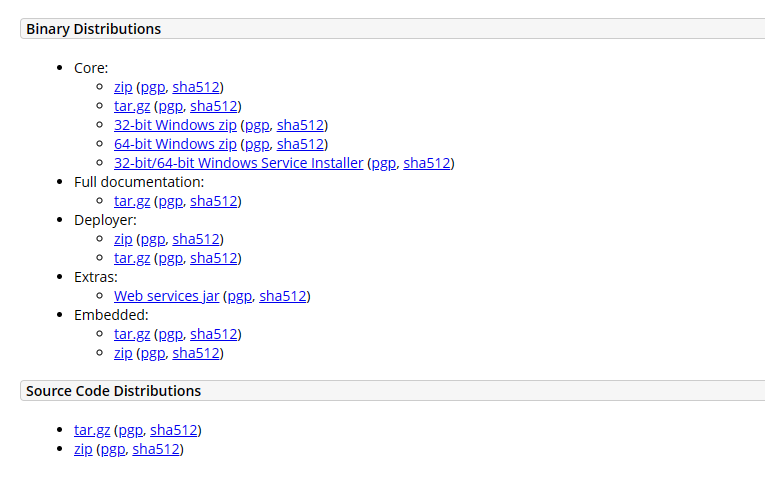 Binary Distributions
Core:
zip (pgp, sha512)
tar.gz (pgp, sha512)
32-bit Windows zip (pgp, sha512)
64-bit Windows zip (pgp, sha512)
32-bit/64-bit Windows Service Installer (pgp, sha512)
Full documentation:
tar.gz (pgp, sha512)
Deployer:
zip (pgp, sha512)
tar.gz (pgp, sha512)
Extras:
Web services jar (pgp, sha512)
Embedded:
tar.gz (pgp, sha512)
zip (pgp, sha512)
Source Code Distributions
tar.gz (pgp, sha512)
zip (pgp, sha512)